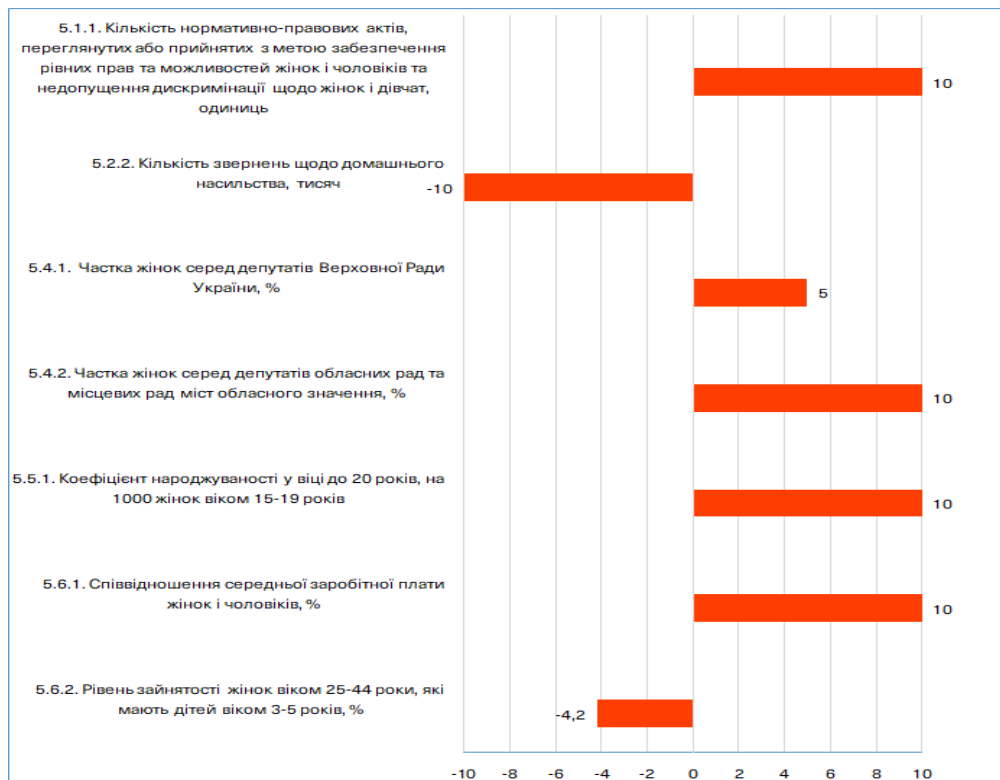 5.1.1. Кількість нормативно-правових актів,
переглянутих або прийнятих з метою забезпечення
рівних прав та можливостей жінок і чоловіків та
недопущення дискримінації щодо жінок і дівчат,
одиниць
10
5.2.2. Кількість звернень щодо домашнього
насильства, тисяч
-10
5.4.1. Частка жінок серед депутатів Верховної Ради
України, %
5
5.4.2. Частка жінок серед депутатів обласних рад та
місцевих рад міст обласного значення, %
10
5.5.1. Коефіцієнт народжуваності у віці до 20 років, на
1000 жінок віком 15-19 років
10
5.6.1. Співвідношення середньої заробітної плати
жінок і чоловіків, %
10
5.6.2. Рівень зайнятості жінок віком 25-44 роки, які
мають дітей віком 3-5 років, %
-4,2
-10 -8 -6 -4 -2 0 2 4 6 8 10